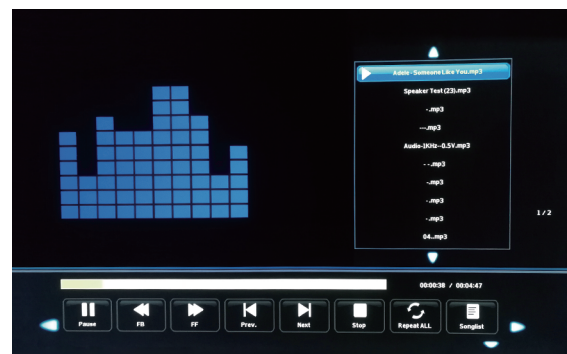 Adele - Someone Like You.mp3
Speaker Test (23).mp3
-.mp3
---.mp3
Audio-1KHz--0.5V.mp3
- -.mp3
-.mp3
-.mp3
-.mp3
04...mp3
1 / 2
00:00:38 / 00:04:47
Pause
FB
FF
Prev.
Next
Stop
Repeat ALL
Songlist